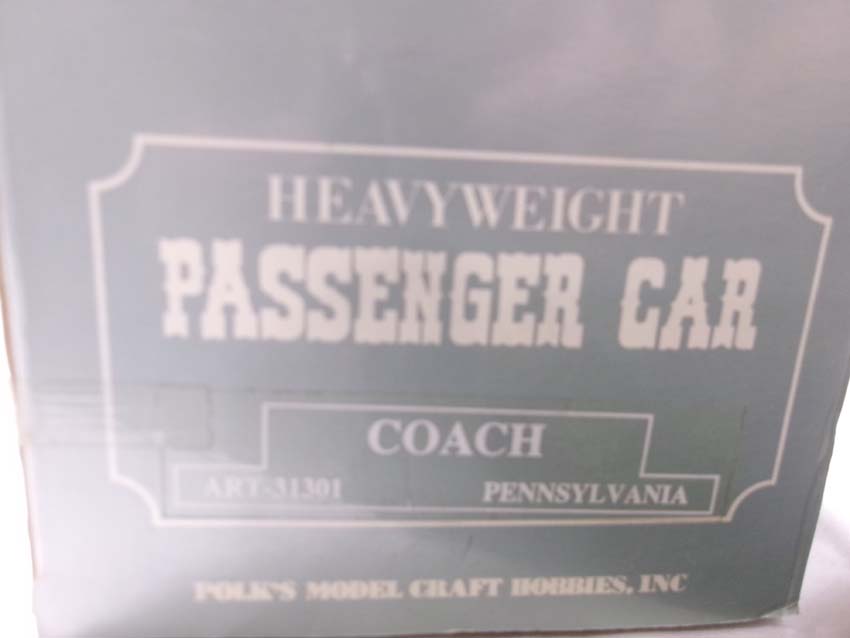 HEAVYWEIGHT
PASSENGER CAR
COACH
ART-31301 PENNSYLVANIA
POLK'S MODEL CRAFT HOBBIES, INC